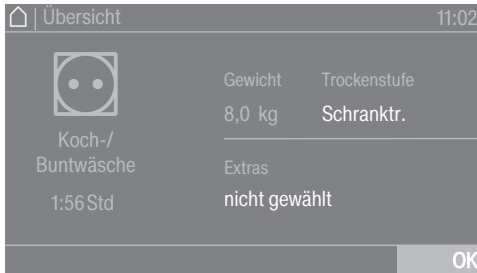 Übersicht 11:02
Gewicht Trockenstufe
8,0 kg Schranktr.
Koch-/
Buntwäsche
1:56 Std
Extras
nicht gewählt
OK